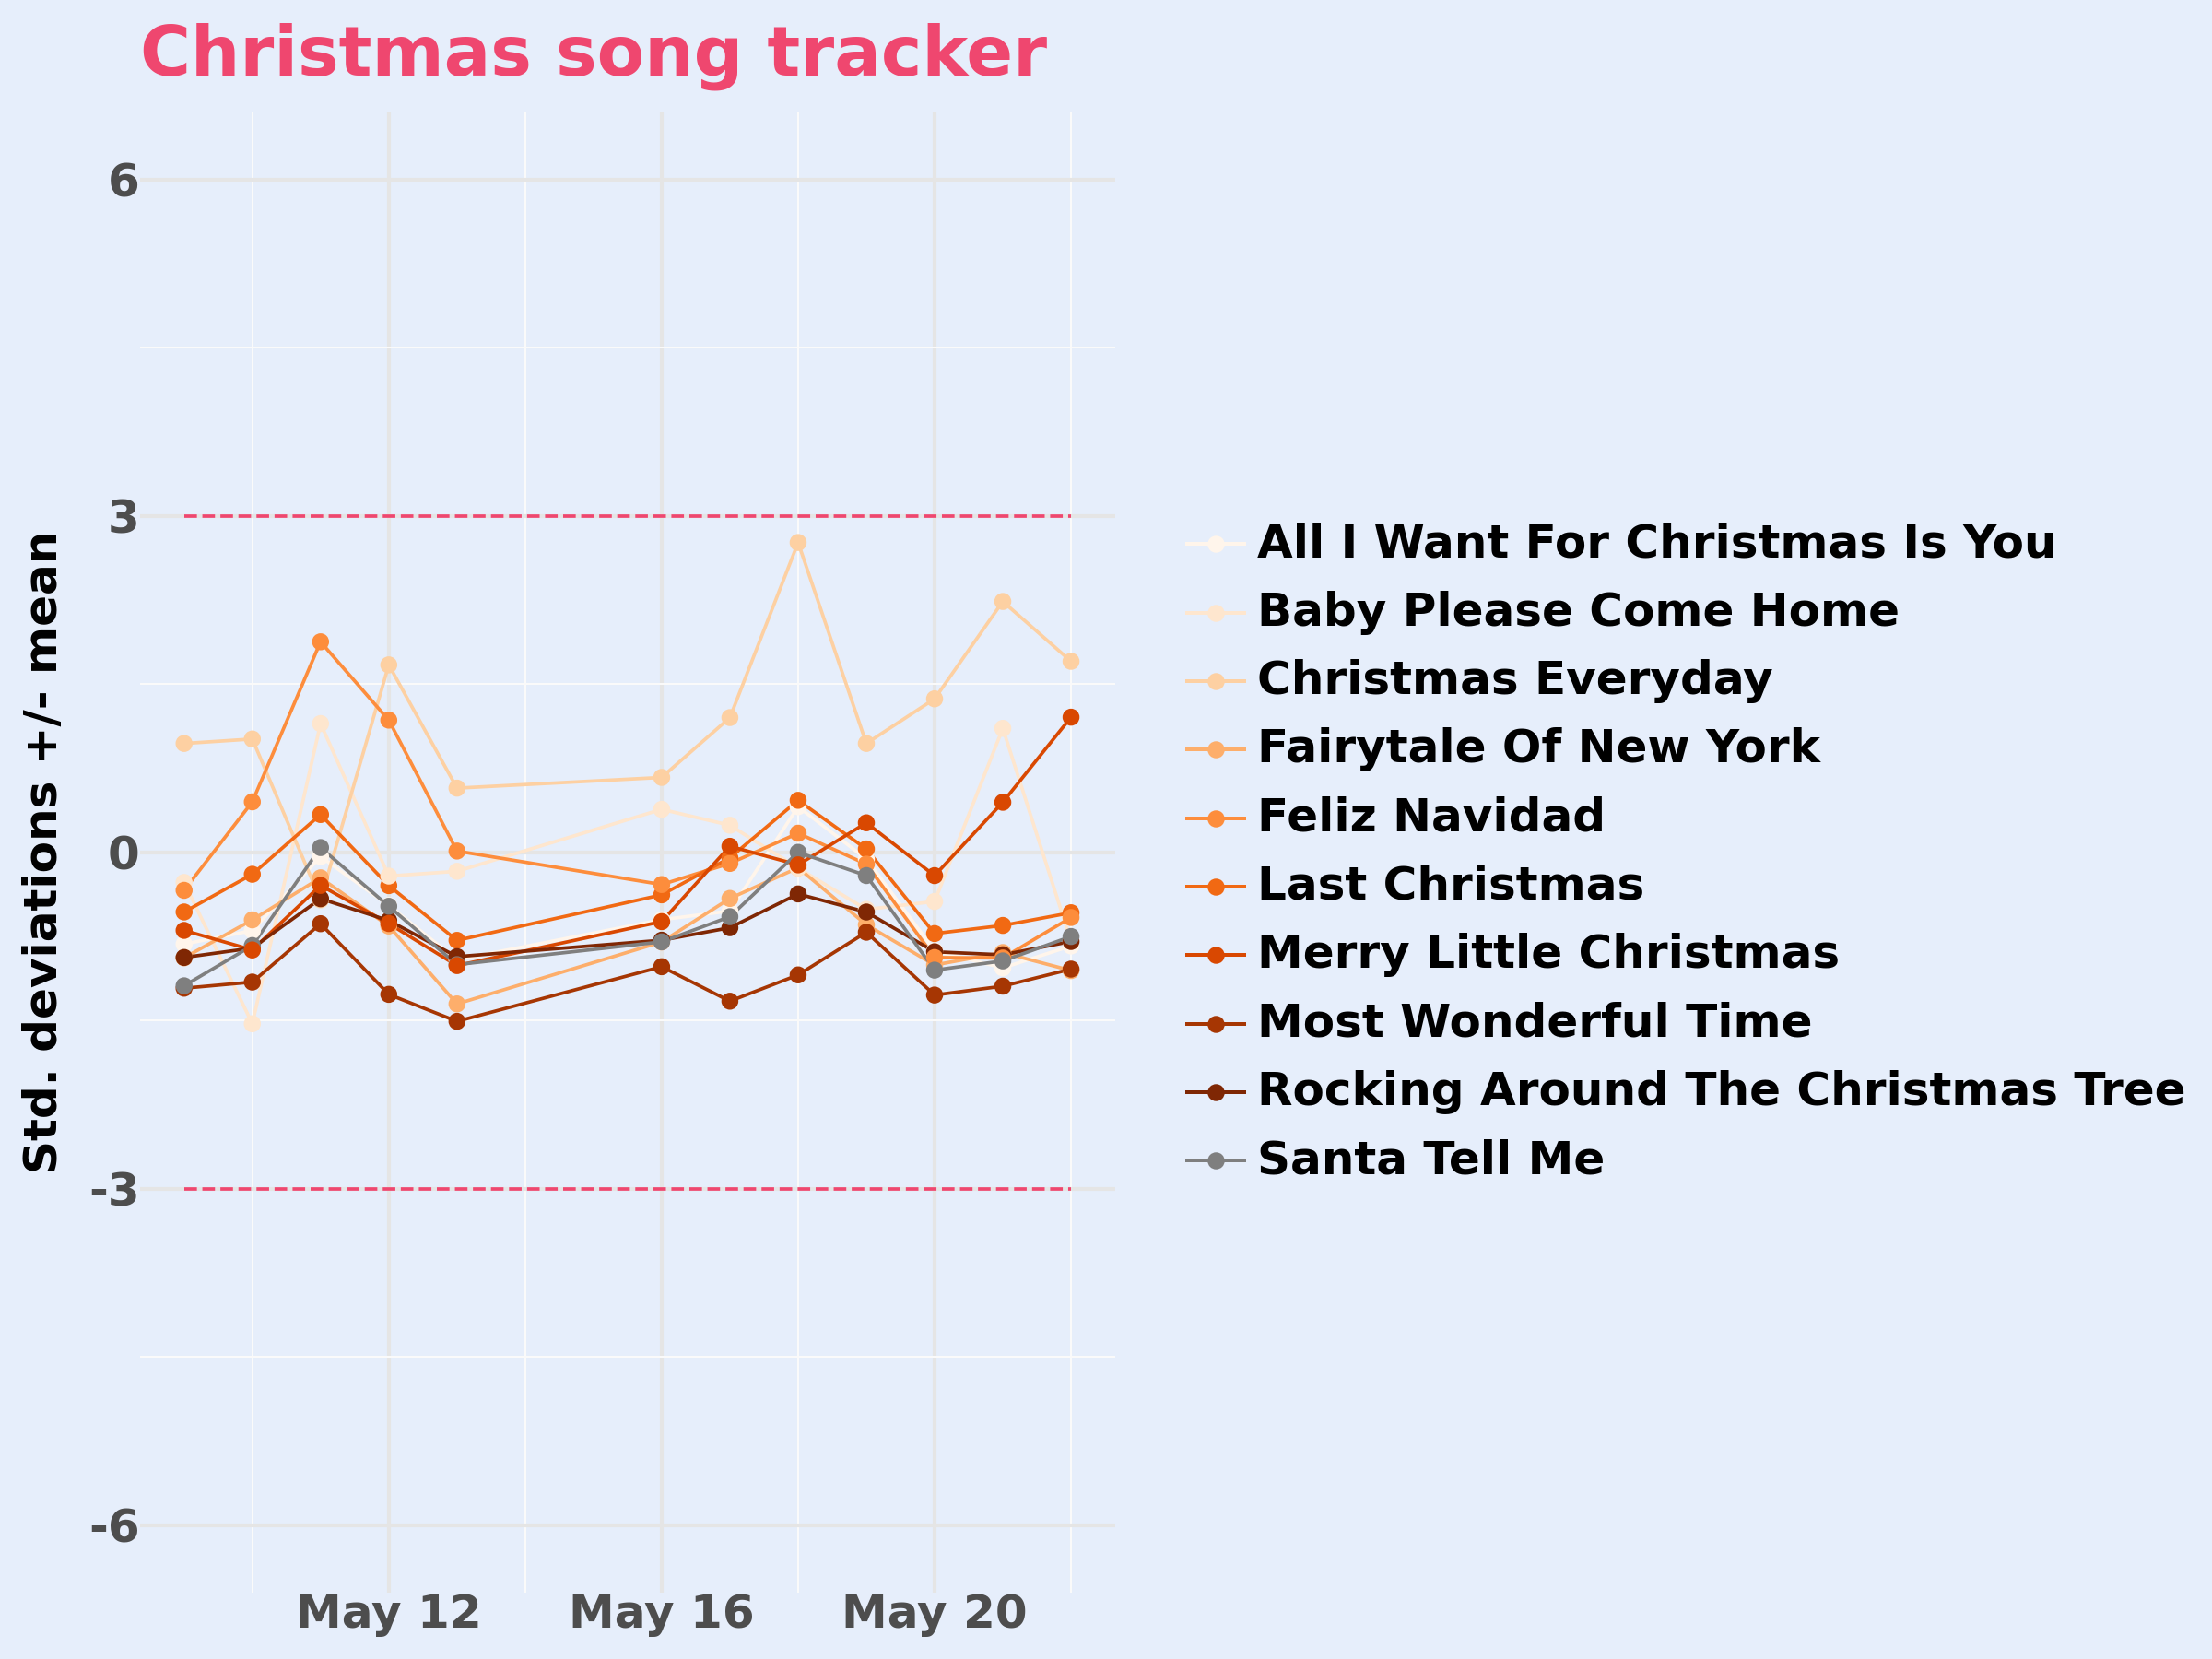 Christmas song tracker
Std. deviations +/- mean
6
3
0
-3
-6
May 12
May 16
May 20
All I Want For Christmas Is You
Baby Please Come Home
Christmas Everyday
Fairytale Of New York
Feliz Navidad
Last Christmas
Merry Little Christmas
Most Wonderful Time
Rocking Around The Christmas Tree
Santa Tell Me